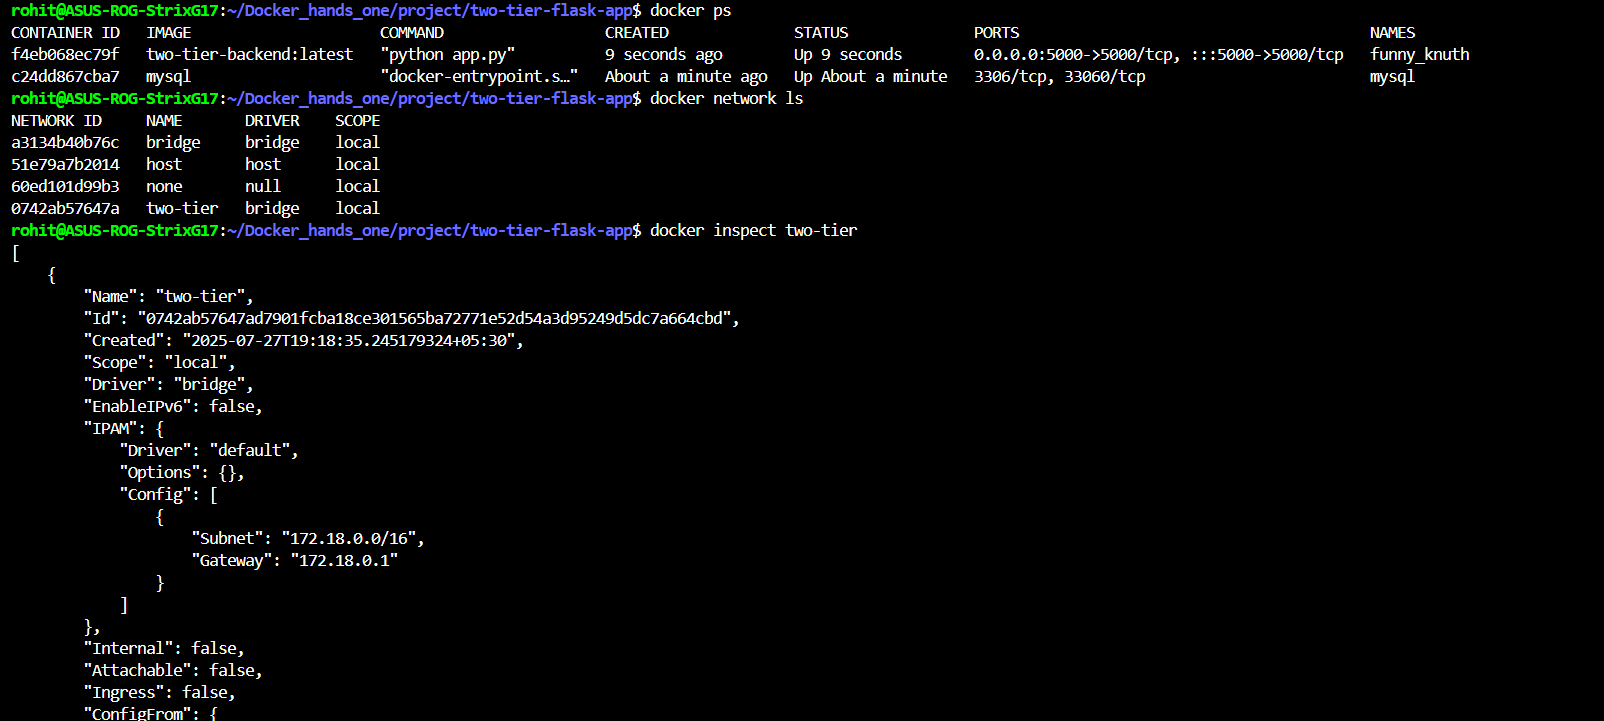 rohit@ASUS-ROG-StrixG17:~/Docker_hands_one/project/two-tier-flask-app$ docker ps
CONTAINER ID   IMAGE                     COMMAND                  CREATED              STATUS              PORTS                                       NAMES
f4eb068ec79f   two-tier-backend:latest   "python app.py"          9 seconds ago        Up 9 seconds        0.0.0.0:5000->5000/tcp, :::5000->5000/tcp   funny_knuth
c24dd867cba7   mysql                     "docker-entrypoint.s…"   About a minute ago   Up About a minute   3306/tcp, 33060/tcp                         mysql
rohit@ASUS-ROG-StrixG17:~/Docker_hands_one/project/two-tier-flask-app$ docker network ls
NETWORK ID     NAME       DRIVER    SCOPE
a3134b40b76c   bridge     bridge    local
51e79a7b2014   host       host      local
60ed101d99b3   none       null      local
0742ab57647a   two-tier   bridge    local
rohit@ASUS-ROG-StrixG17:~/Docker_hands_one/project/two-tier-flask-app$ docker inspect two-tier
[
    {
        "Name": "two-tier",
        "Id": "0742ab57647ad7901fcba18ce301565ba72771e52d54a3d95249d5dc7a664cbd",
        "Created": "2025-07-27T19:18:35.245179324+05:30",
        "Scope": "local",
        "Driver": "bridge",
        "EnableIPv6": false,
        "IPAM": {
            "Driver": "default",
            "Options": {},
            "Config": [
                {
                    "Subnet": "172.18.0.0/16",
                    "Gateway": "172.18.0.1"
                }
            ]
        },
        "Internal": false,
        "Attachable": false,
        "Ingress": false,
        "ConfigFrom": {